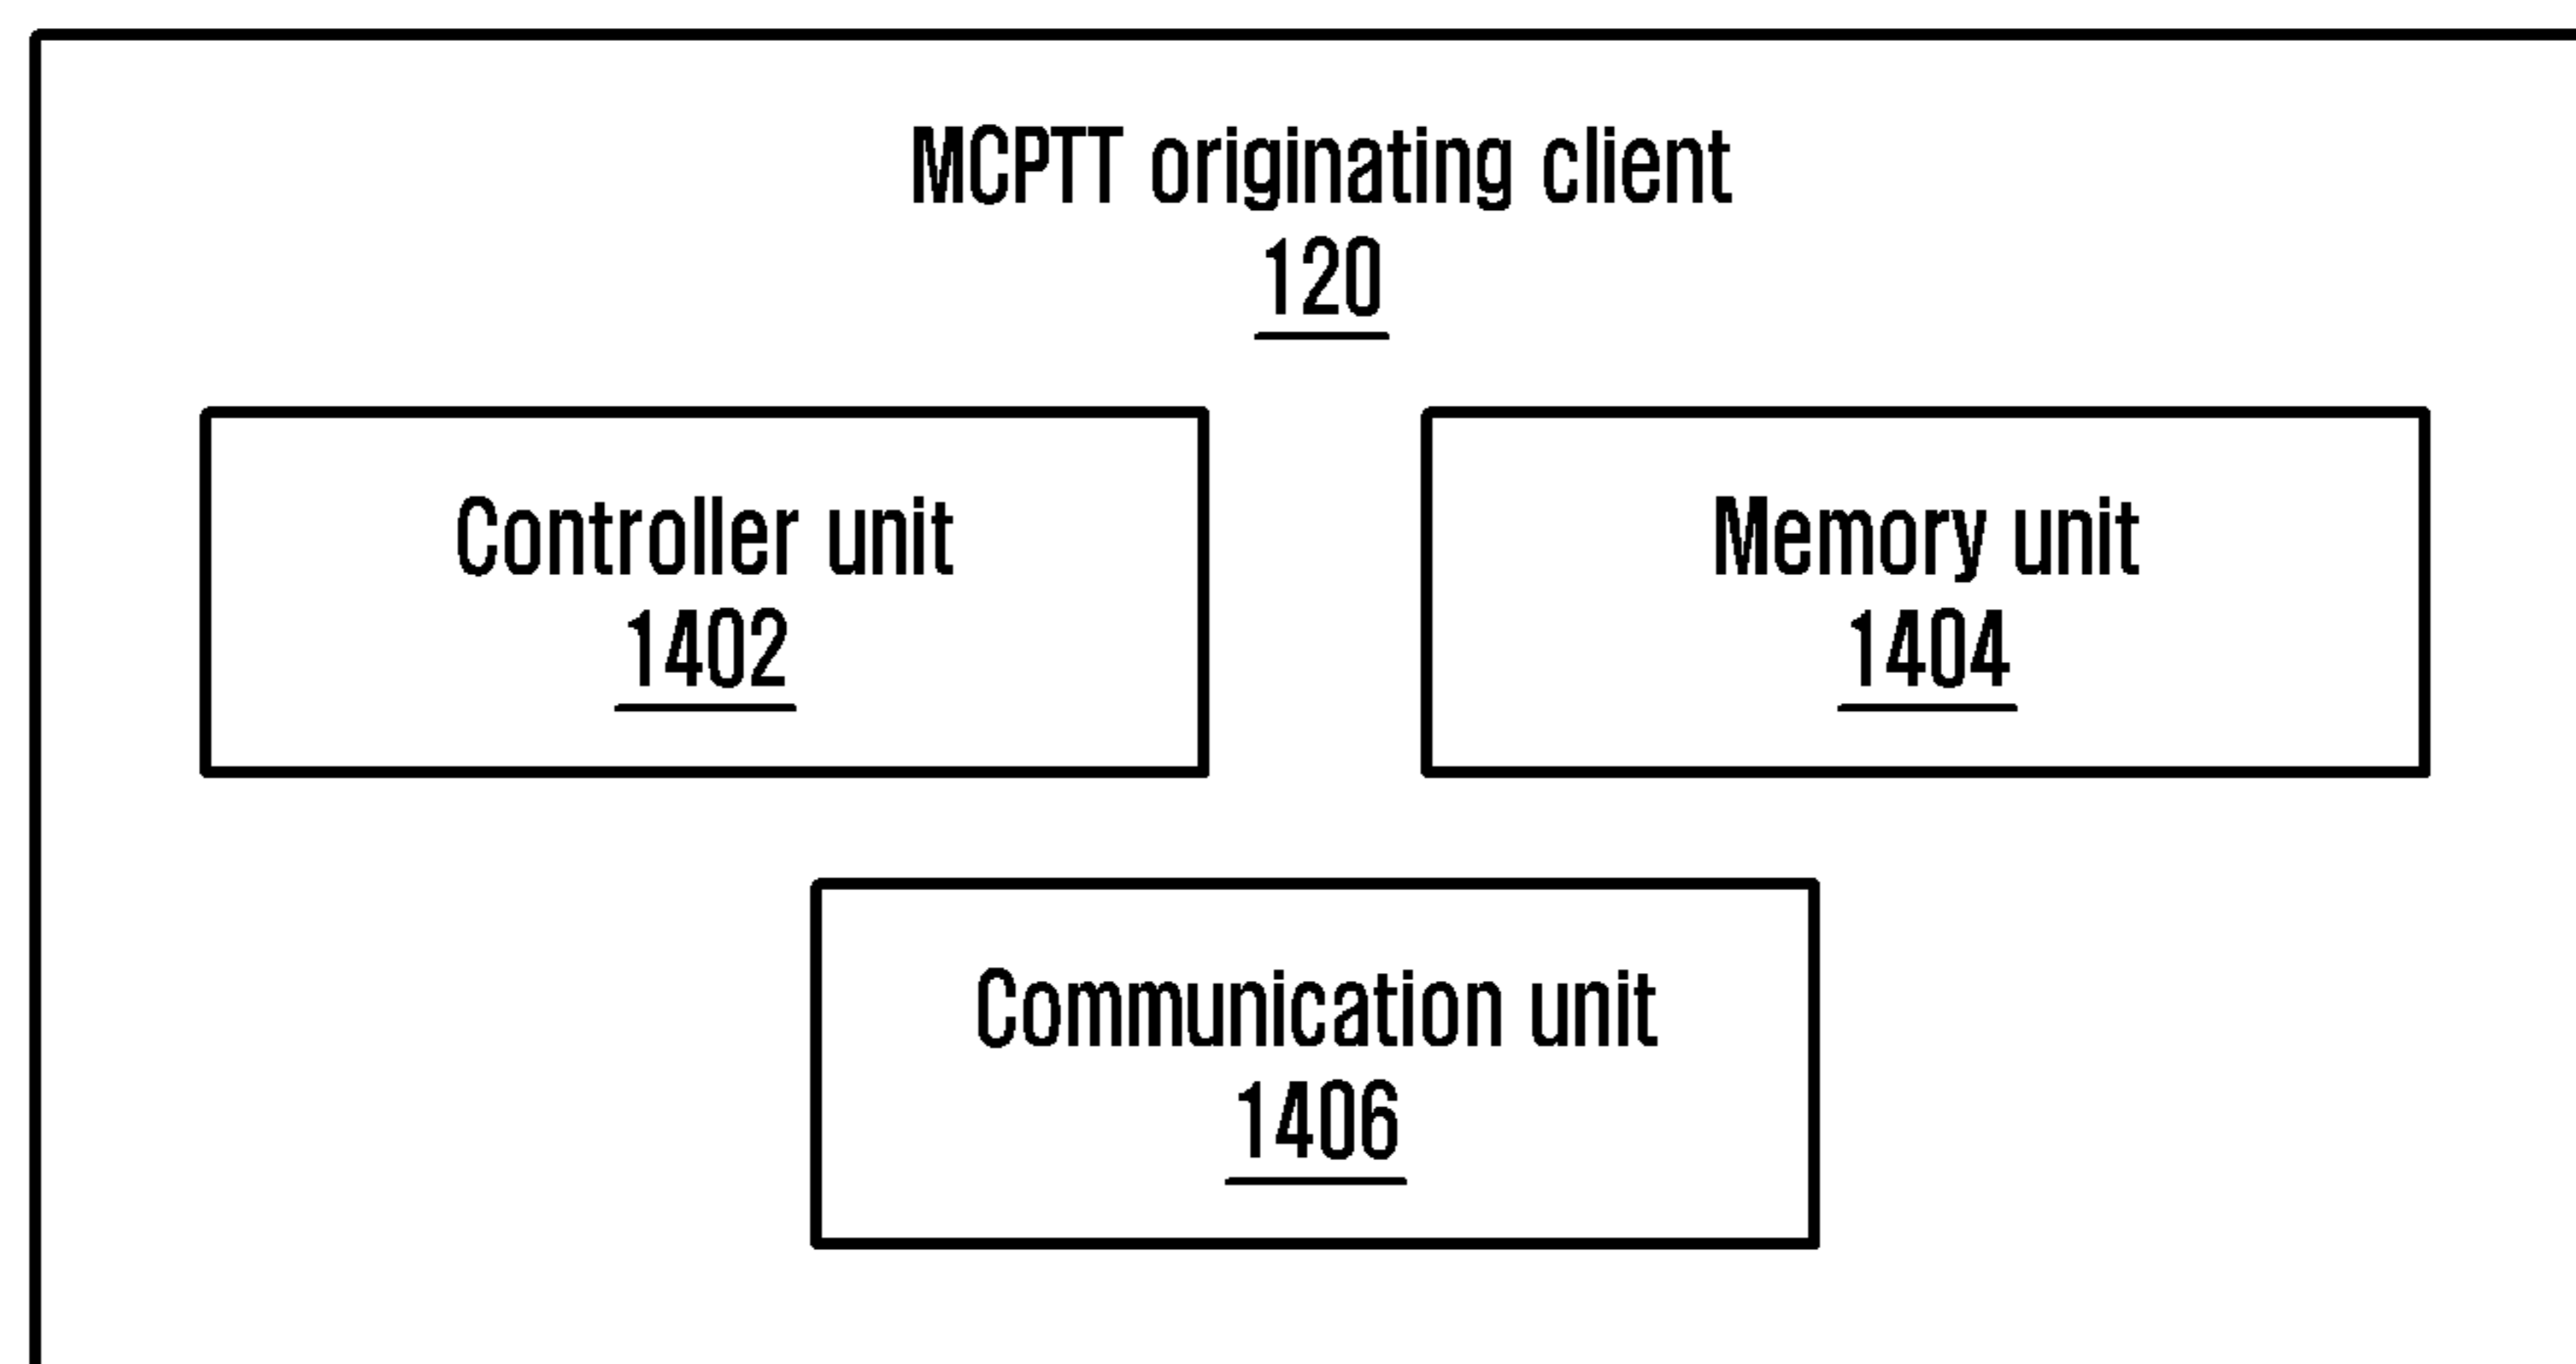 MCPTT originating client
120
Controller unit
1402
Memory unit
1404
Communication unit
1406